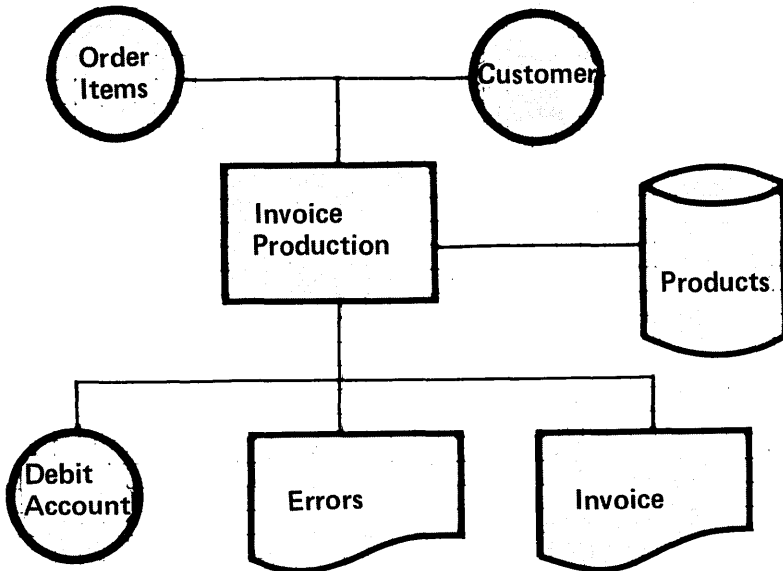 Order
Items
Customer
Invoice
Production
Products
Debit
Account
Errors
Invoice